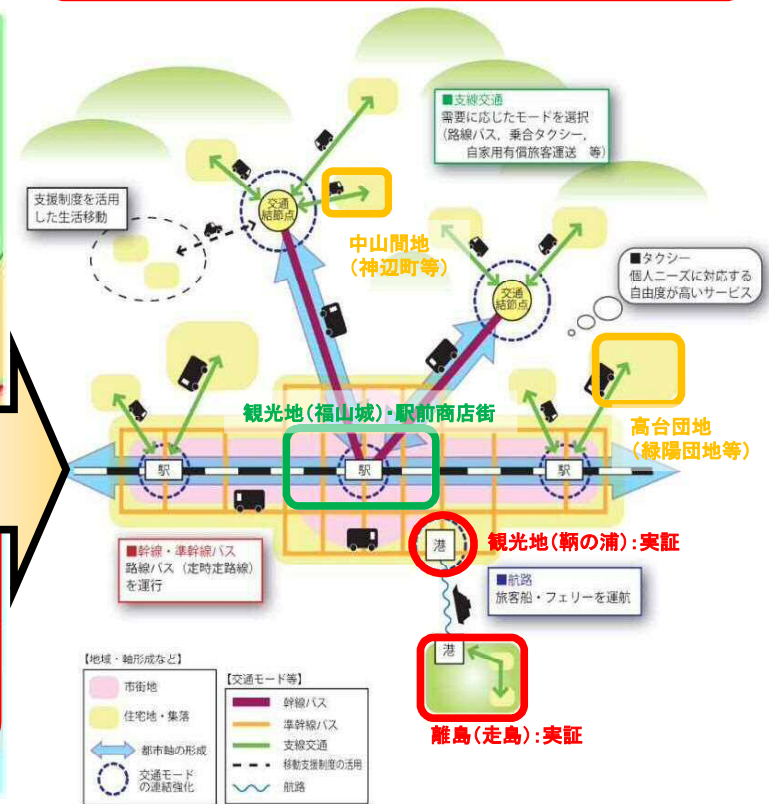 ■支線交通
需要に応じたモードを選択
(路線バス，乗合タクシー，
自家用有償旅客運送　等)
支援制度を活用
した生活移動
交通
結節点
中山間地
(神辺町等)
■タクシー
個人ニーズに対応する
自由度が高いサービス
交通
結節点
観光地(福山城)・駅前商店街
高台団地
(緑陽団地等)
駅
駅
駅
港
観光地(鞆の浦):実証
■幹線・準幹線バス
路線バス（定時定路線）
を運行
■航路
旅客船・フェリーを運航
港
離島(走島):実証
【地域・軸形成など】
市街地
住宅地・集落
都市軸の形成
交通モード
の連結強化
【交通モード等】
幹線バス
準幹線バス
支線交通
移動支援制度の活用
航路